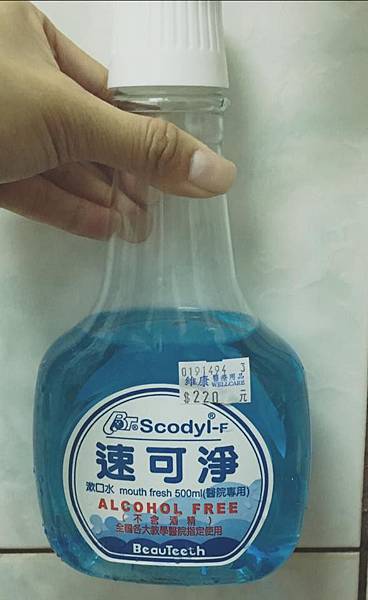 0191494 3
維康 醫療用品
WELLCARE
$220 元
BT Scodyl-F®
速可淨
漱口水 mouth fresh 500ml(醫院專用)
ALCOHOL FREE
(不含酒精)
全國各大教學醫院指定使用
BeauTeeth